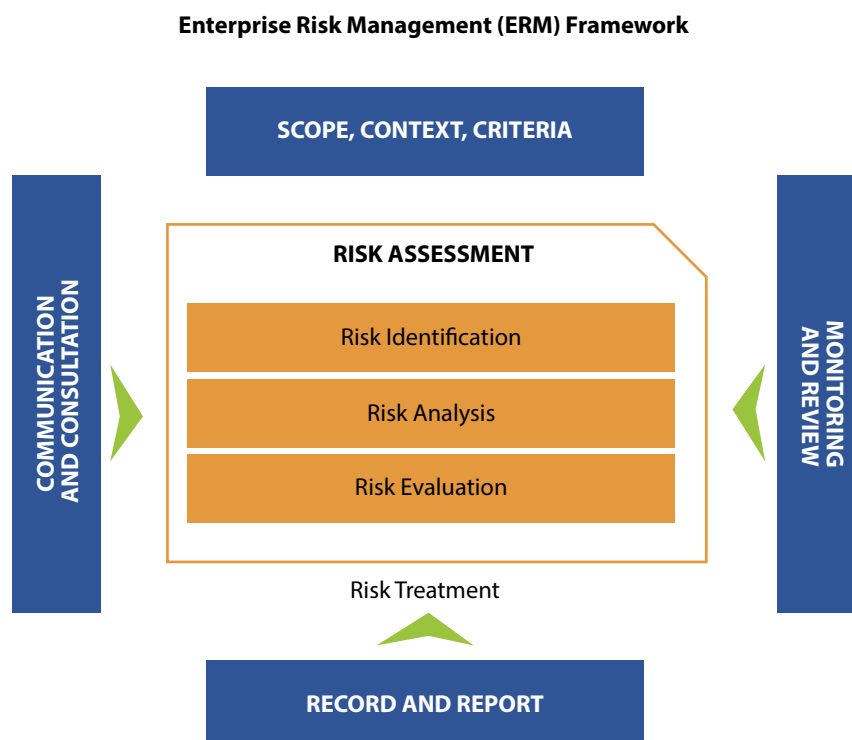 Enterprise Risk Management (ERM) Framework
SCOPE, CONTEXT, CRITERIA
COMMUNICATION
AND CONSULTATION
RISK ASSESSMENT
Risk Identification
Risk Analysis
Risk Evaluation
MONITORING
AND REVIEW
Risk Treatment
RECORD AND REPORT